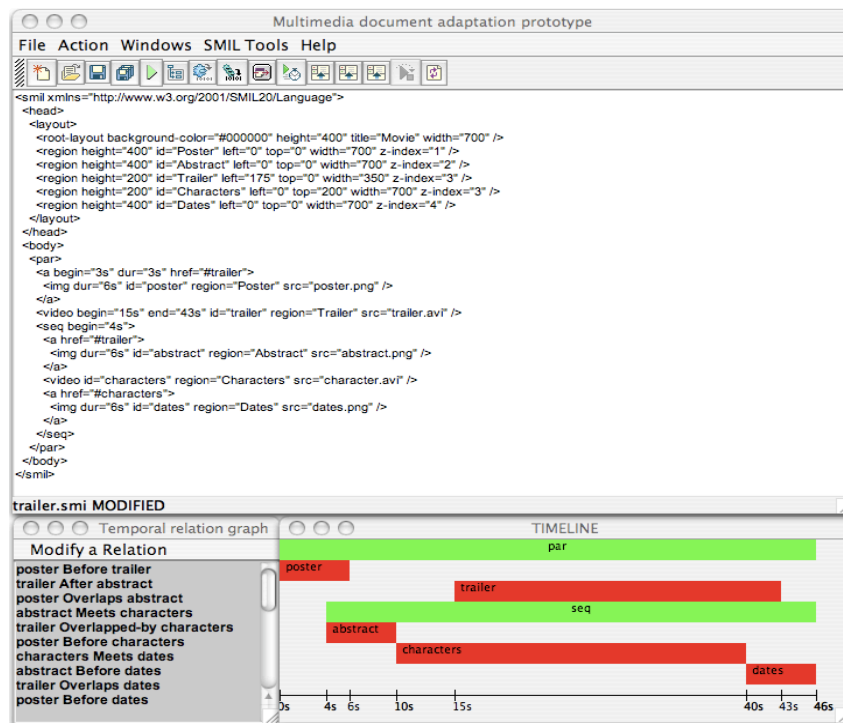 Multimedia document adaptation prototype
File Action Windows SMIL Tools Help
<smil xmlns="http://www.w3.org/2001/SMIL20/Language">
<head>
<layout>
<root-layout background-color="#000000" height="400" title="Movie" width="700" />
<region height="400" id="Poster" left="0" top="0" width="700" z-index="1" />
<region height="400" id="Abstract" left="0" top="0" width="700" z-index="2" />
<region height="200" id="Trailer" left="175" top="0" width="350" z-index="3" />
<region height="200" id="Characters" left="0" top="200" width="700" z-index="3" />
<region height="400" id="Dates" left="0" top="0" width="700" z-index="4" />
</layout>
</head>
<body>
<par>
<a begin="3s" dur="3s" href="#trailer">
<img dur="6s" id="poster" region="Poster" src="poster.png" />
</a>
<video begin="15s" end="43s" id="trailer" region="Trailer" src="trailer.avi" />
<seq begin="4s">
<a href="#trailer">
<img dur="6s" id="abstract" region="Abstract" src="abstract.png" />
</a>
<video id="characters" region="Characters" src="character.avi" />
<a href="#characters">
<img dur="6s" id="dates" region="Dates" src="dates.png" />
</a>
</seq>
</par>
</body>
</smil>
trailer.smi MODIFIED
Temporal relation graph
Modify a Relation
poster Before trailer
trailer After abstract
poster Overlaps abstract
abstract Meets characters
trailer Overlapped-by characters
poster Before characters
characters Meets dates
abstract Before dates
trailer Overlaps dates
poster Before dates
TIMELINE
par
poster
trailer
seq
abstract
characters
dates
0s 4s 6s 10s 15s 40s 43s 46s